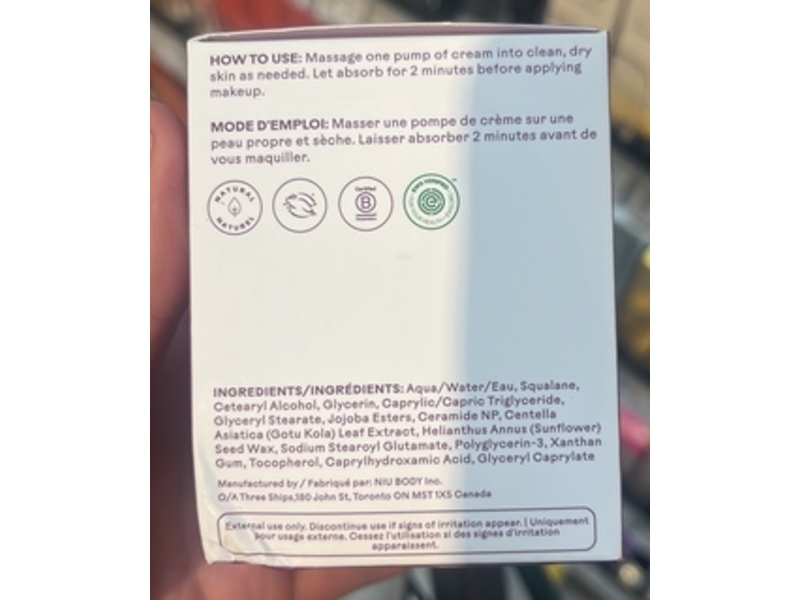 HOW TO USE: Massage one pump of cream into clean, dry
skin as needed. Let absorb for 2 minutes before applying
makeup.
MODE D'EMPLOI: Masser une pompe de crème sur une
peau propre et sèche. Laisser absorber 2 minutes avant de
vous maquiller.
NATURAL
NATUREL
Certified
B
INGREDIENTS/INGRÉDIENTS: Aqua/Water/Eau, Squalane,
Cetearyl Alcohol, Glycerin, Caprylic/Capric Triglyceride,
Glyceryl Stearate, Jojoba Esters, Ceramide NP, Centella
Asiatica (Gotu Kola) Leaf Extract, Helianthus Annus (Sunflower)
Seed Wax, Sodium Stearoyl Glutamate, Polyglycerin-3, Xanthan
Gum, Tocopherol, Caprylhydroxamic Acid, Glyceryl Caprylate
Manufactured by / Fabriqué par: NIU BODY Inc.
O/A Three Ships,180 John St, Toronto ON M5T 1X5 Canada
External use only. Discontinue use if signs of irritation appear. | Uniquement
pour usage externe. Cessez l'utilisation si des signes d'irritation
apparaissent.